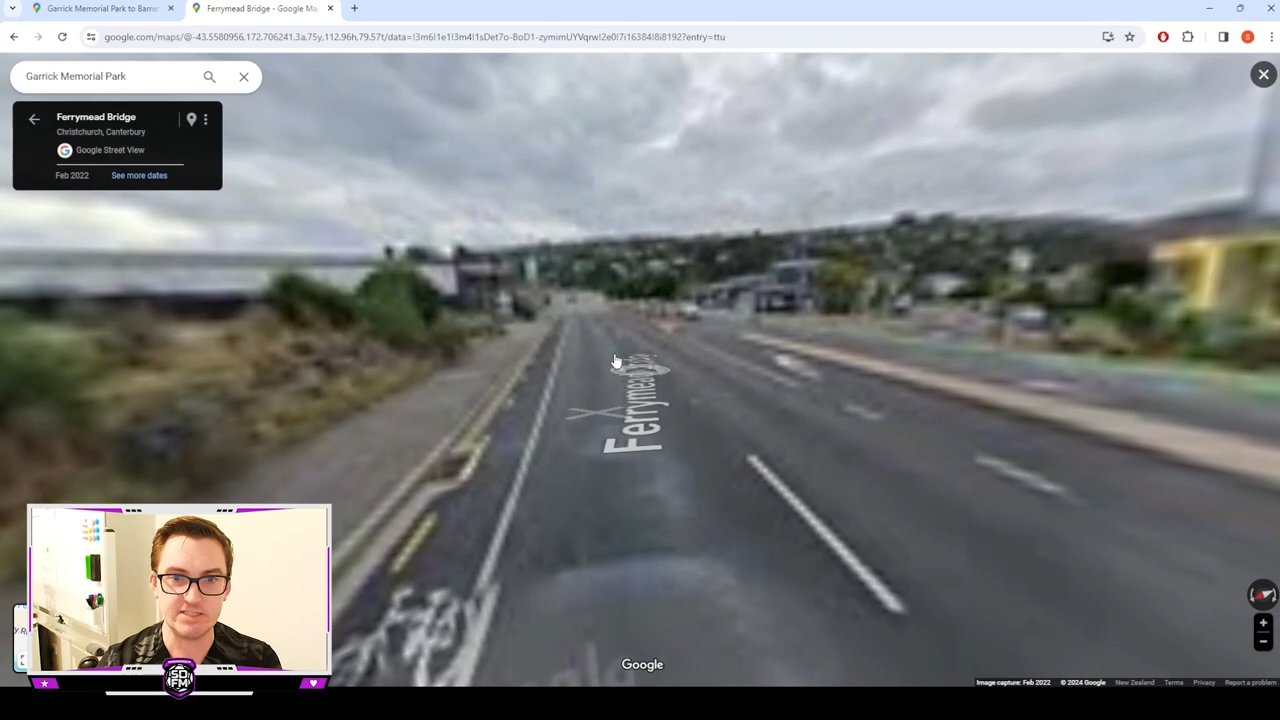 Garrick Memorial Park to Barne
Ferrymead Bridge - Google Ma
google.com/maps/@-43.5580956,172.706241,3a,75y,112.96h,79.57t/data=!3m6!1e1!3m4!1sDet7o-BoD1-zymimUYVqrw!2e0!7i16384!8i8192?entry=ttu
S
Garrick Memorial Park
Ferrymead Bridge
Christchurch, Canterbury
Google Street View
Feb 2022 See more dates
SDFM
Google
Image capture: Feb 2022 © 2024 Google New Zealand Terms Privacy Report a problem